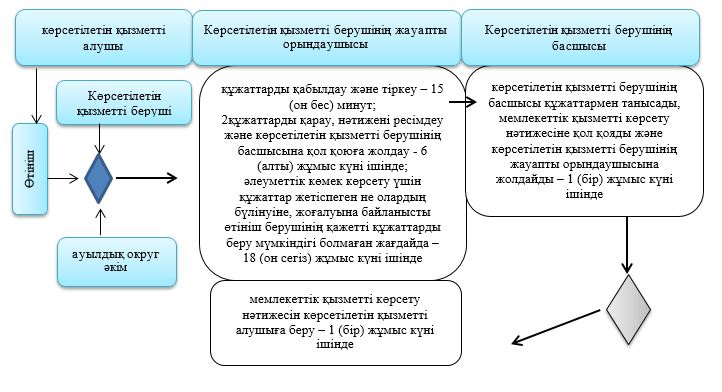 көрсетілетін қызметті
алушы
Көрсетілетін қызметті берушінің жауапты
орындаушысы
Көрсетілетін қызметті берушінің
басшысы
Көрсетілетін
қызметті беруші
Өтініш
ауылдық округ
әкім
құжаттарды қабылдау және тіркеу – 15
(он бес) минут;
2құжаттарды қарау, нәтижені ресімдеу
және көрсетілетін қызметті берушінің
басшысына қол қоюға жолдау - 6
(алты) жұмыс күні ішінде;
әлеуметтік көмек көрсету үшін
құжаттар жетіспеген не олардың
бүлінуіне, жоғалуына байланысты
өтініш берушінің қажетті құжаттарды
беру мүмкіндігі болмаған жағдайда –
18 (он сегіз) жұмыс күні ішінде
көрсетілетін қызметті берушінің
басшысы құжаттармен танысады,
мемлекеттік қызметті көрсету
нәтижесіне қол қояды және
көрсетілетін қызметті берушінің
жауапты орындаушысына
жолдайды – 1 (бір) жұмыс күні
ішінде
мемлекеттік қызметті көрсету
нәтижесін көрсетілетін қызметті
алушыға беру – 1 (бір) жұмыс күні
ішінде